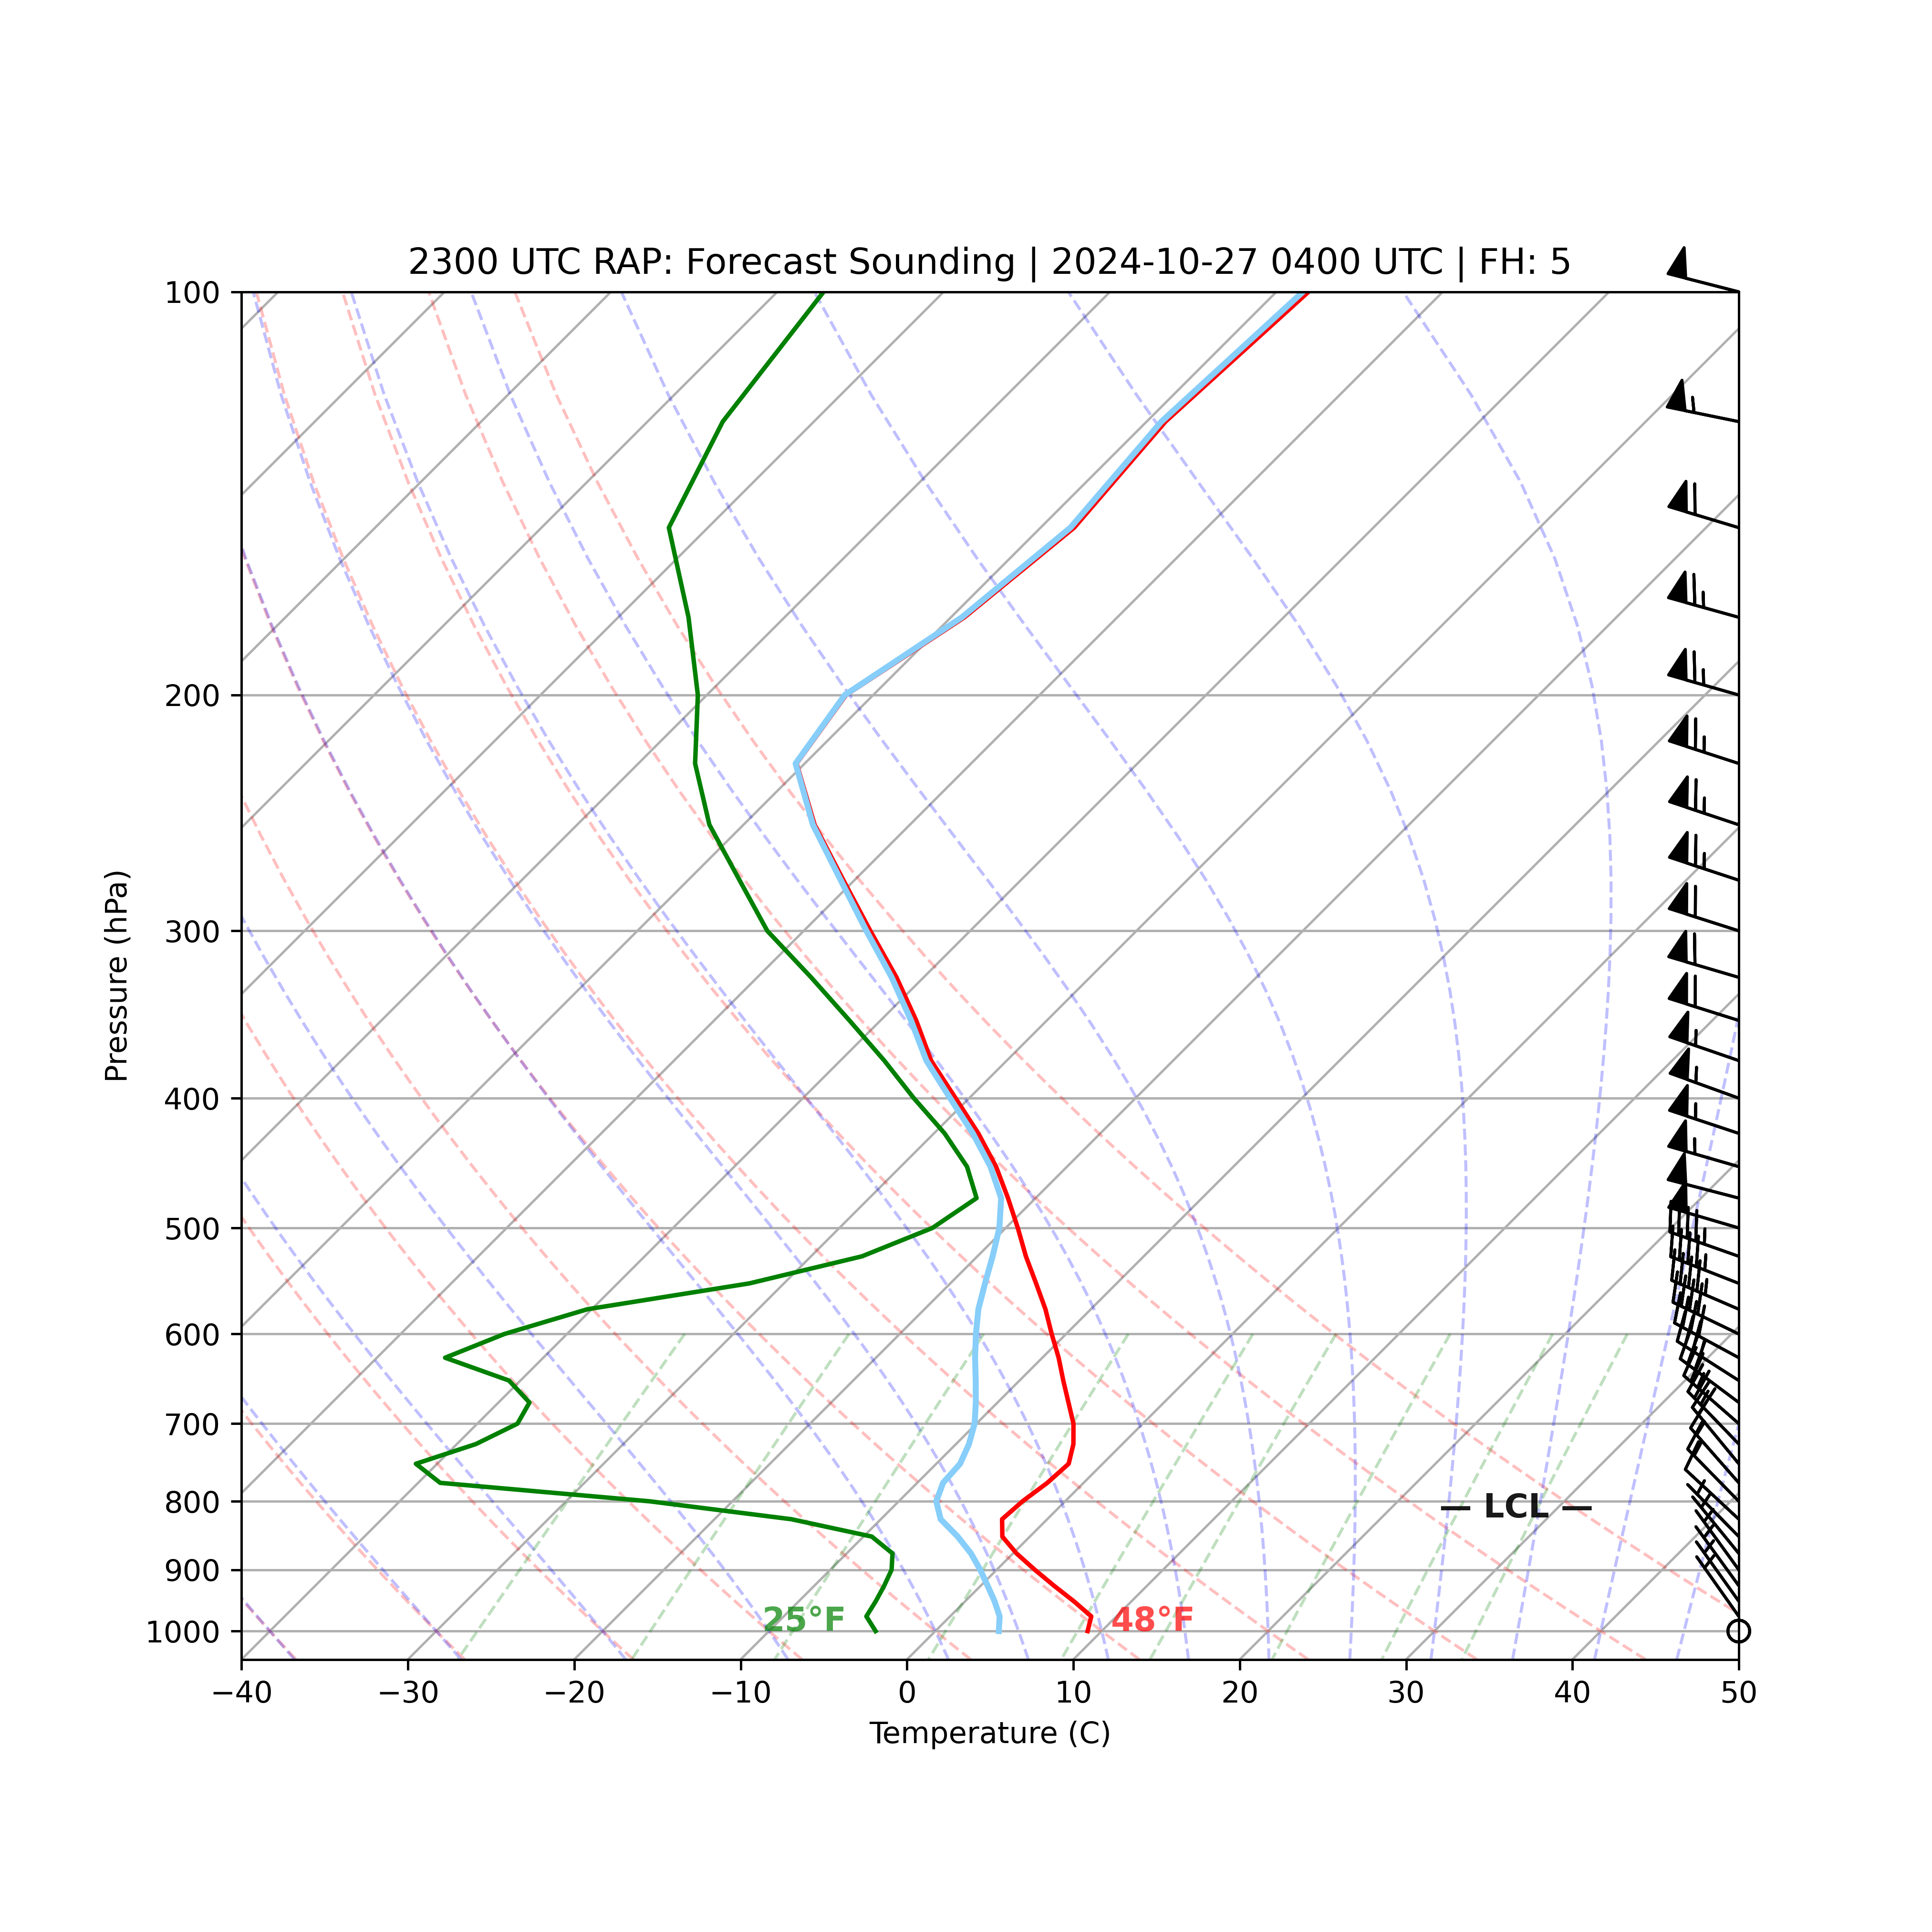 2300 UTC RAP: Forecast Sounding | 2024-10-27 0400 UTC | FH: 5
100
200
300
400
500
600
700
800
900
1000
Pressure (hPa)
— LCL —
25°F
48°F
−40 −30 −20 −10 0 10 20 30 40 50
Temperature (C)